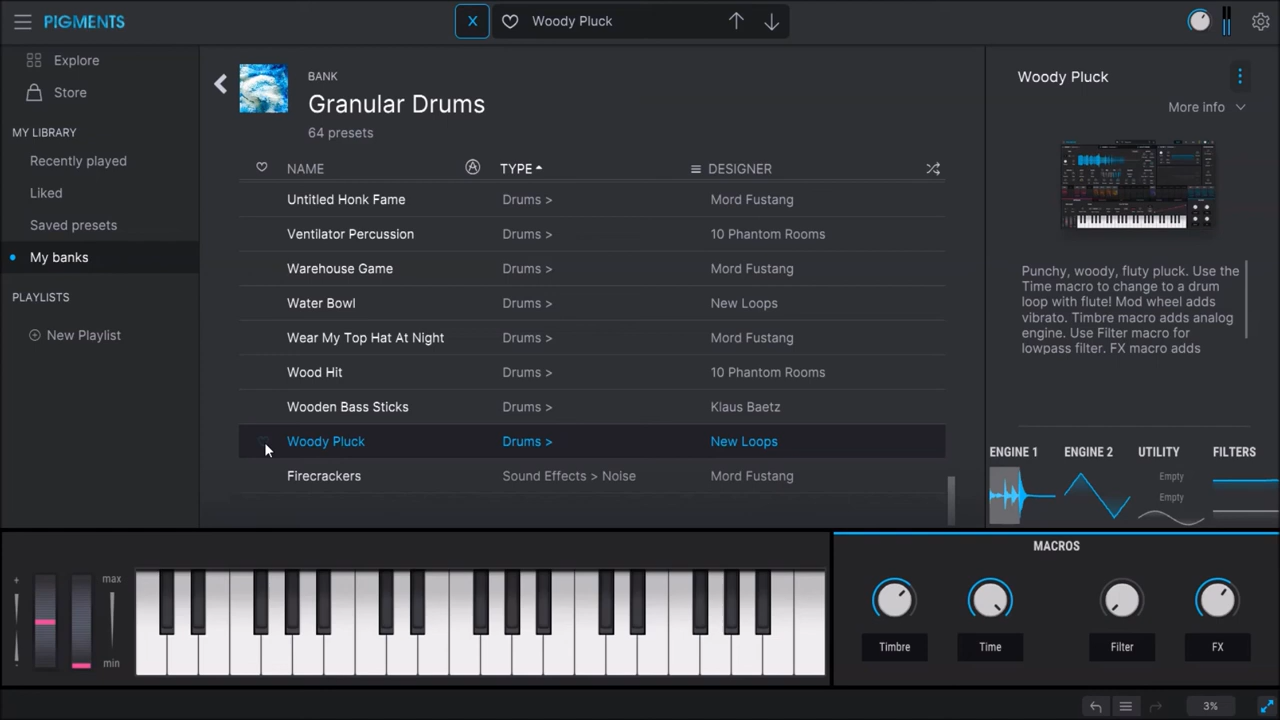 PIGMENTS
X
Woody Pluck
Explore
Store
MY LIBRARY
Recently played
Liked
Saved presets
My banks
PLAYLISTS
New Playlist
BANK
Granular Drums
64 presets
NAME TYPE DESIGNER
Untitled Honk Fame Drums > Mord Fustang
Ventilator Percussion Drums > 10 Phantom Rooms
Warehouse Game Drums > Mord Fustang
Water Bowl Drums > New Loops
Wear My Top Hat At Night Drums > Mord Fustang
Wood Hit Drums > 10 Phantom Rooms
Wooden Bass Sticks Drums > Klaus Baetz
Woody Pluck Drums > New Loops
Firecrackers Sound Effects > Noise Mord Fustang
Woody Pluck
More info
Punchy, woody, fluty pluck. Use the
Time macro to change to a drum
loop with flute! Mod wheel adds
vibrato. Timbre macro adds analog
engine. Use Filter macro for
lowpass filter. FX macro adds
ENGINE 1 ENGINE 2 UTILITY FILTERS
Empty
Empty
+ max
- min
MACROS
Timbre Time Filter FX
3%